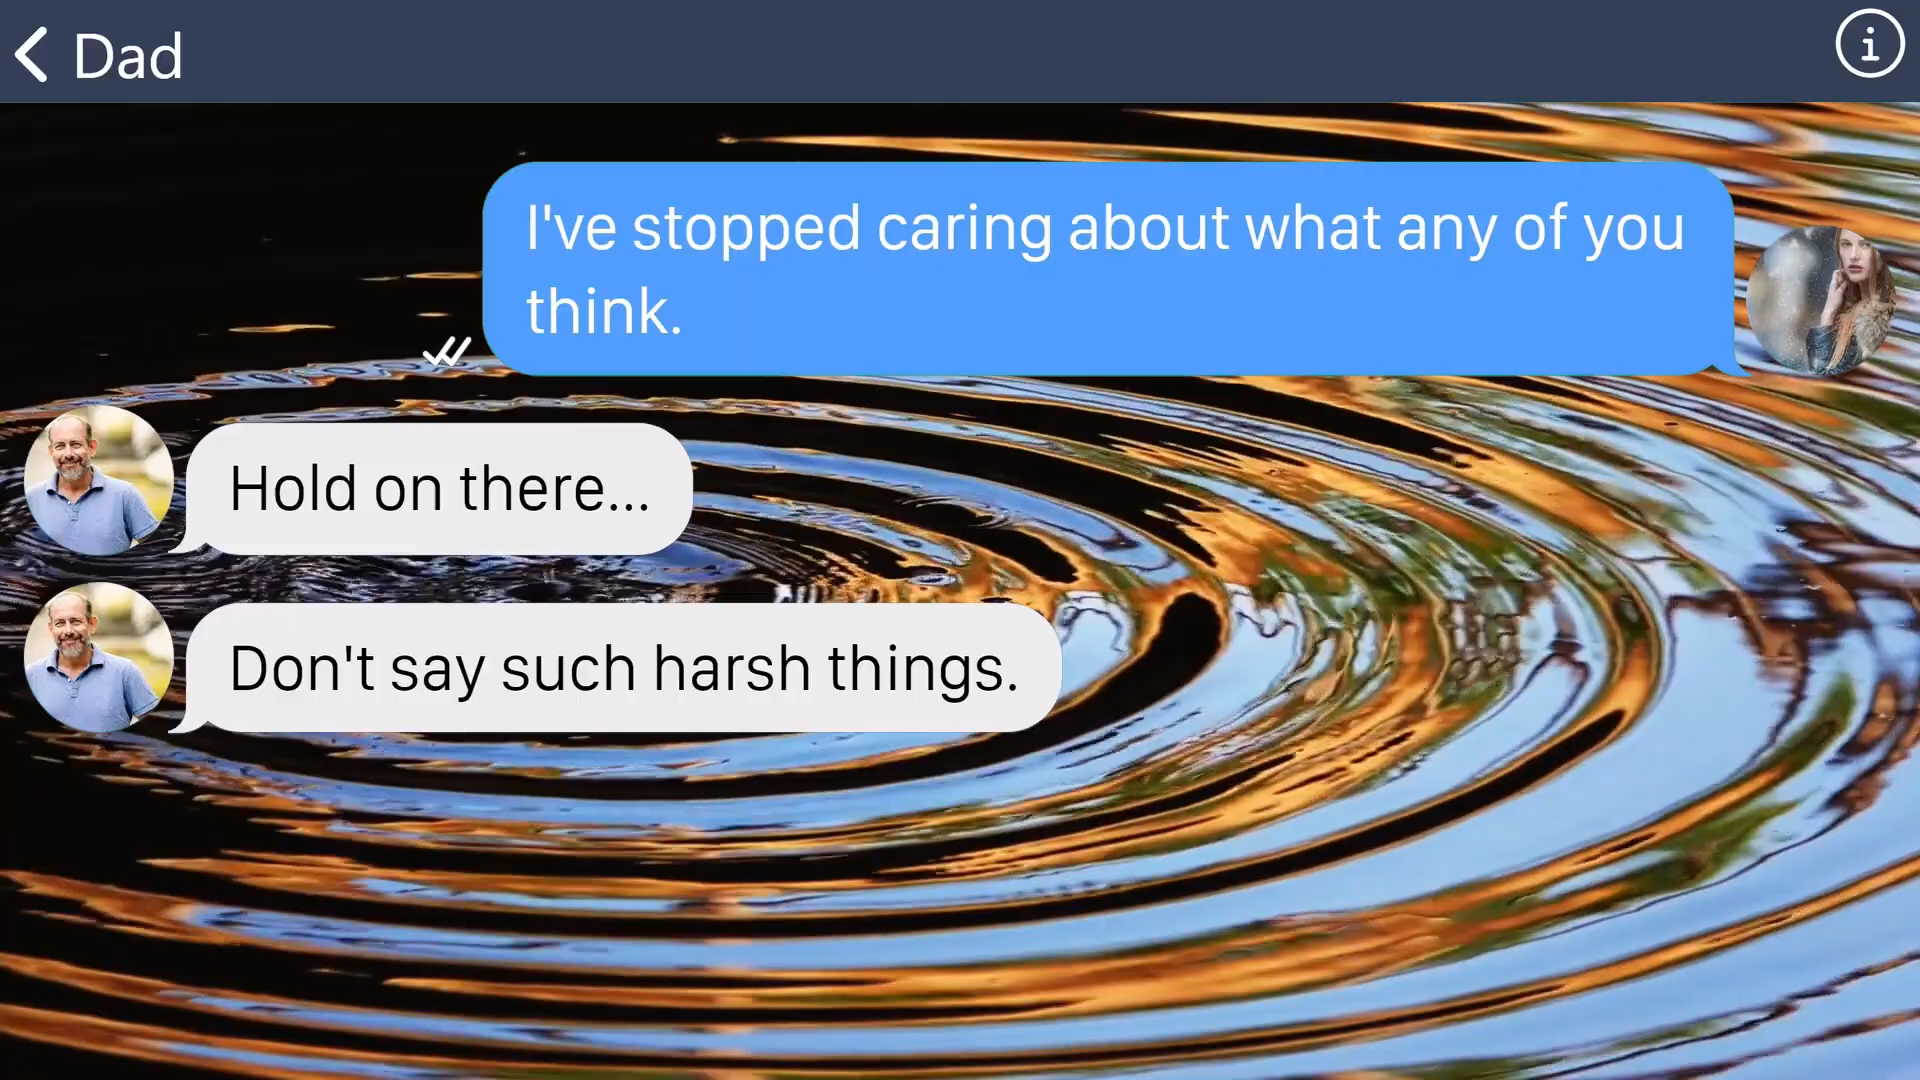 Dad
I've stopped caring about what any of you
think.
Hold on there...
Don't say such harsh things.